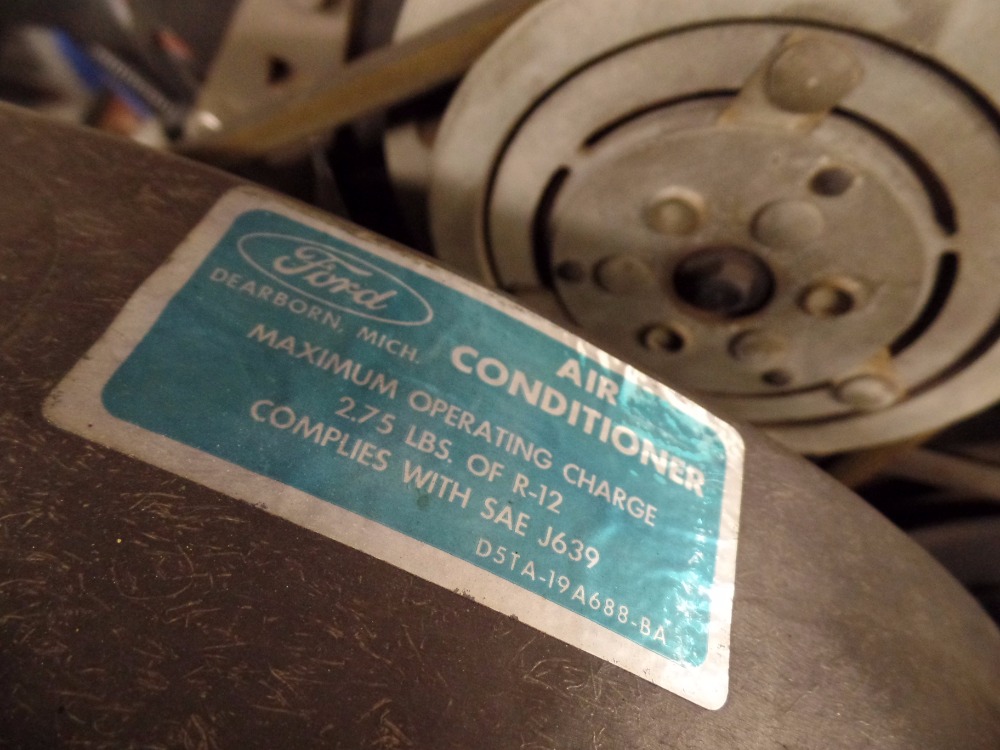 Ford
DEARBORN, MICH.
AIR
CONDITIONER
MAXIMUM OPERATING CHARGE
2.75 LBS. OF R-12
COMPLIES WITH SAE J639
D5TA-19A688-BA